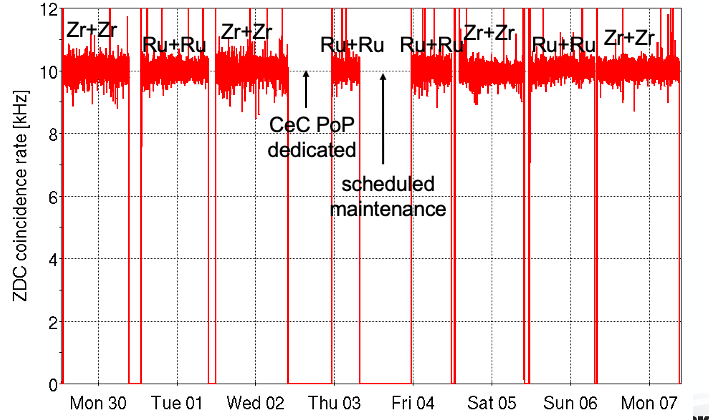 12
10
8
6
4
2
0
ZDC coincidence rate [kHz]
Zr+Zr
Ru+Ru
Zr+Zr
Ru+Ru
Ru+Ru
Zr+Zr
Ru+Ru
Zr+Zr
CeC PoP
dedicated
scheduled
maintenance
Mon 30 Tue 01 Wed 02 Thu 03 Fri 04 Sat 05 Sun 06 Mon 07